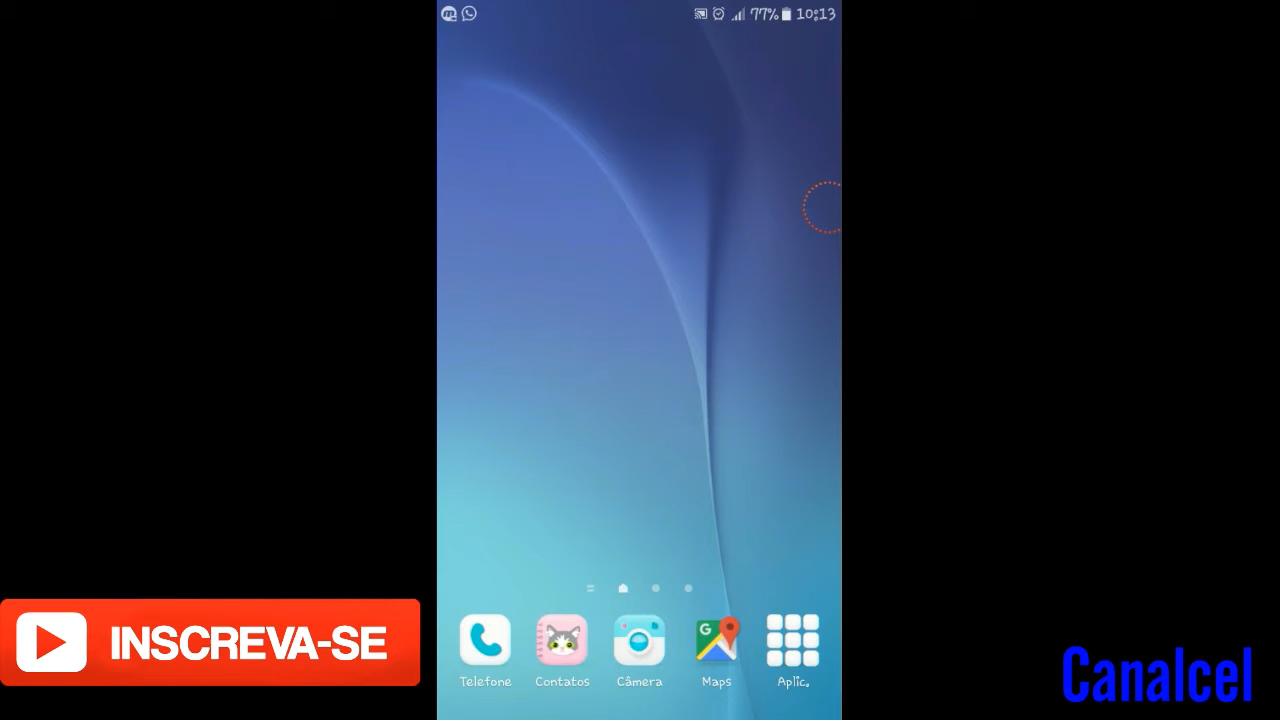 77% 10:13
G
Telefone Contatos Câmera Maps Aplic.
INSCREVA-SE
Canalcel